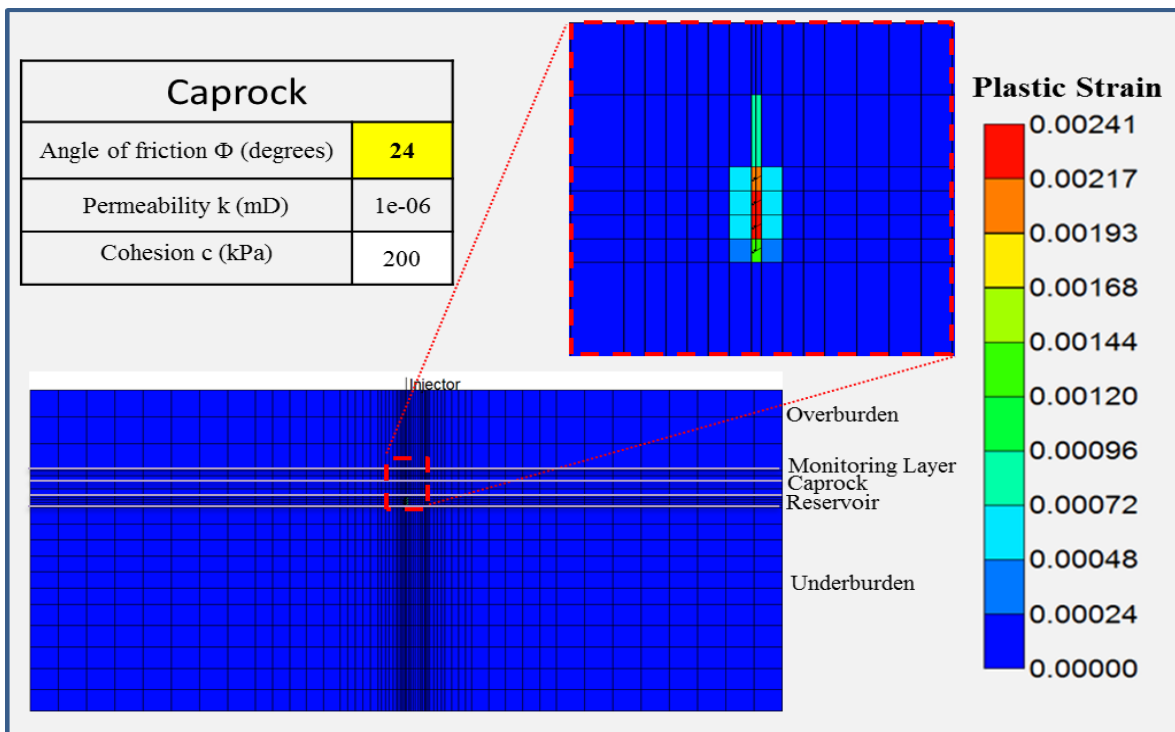 Caprock
Angle of friction Φ (degrees) 24
Permeability k (mD) 1e-06
Cohesion c (kPa) 200
Plastic Strain
0.00241
0.00217
0.00193
0.00168
0.00144
0.00120
0.00096
0.00072
0.00048
0.00024
0.00000
Injector
Overburden
Monitoring Layer
Caprock
Reservoir
Underburden